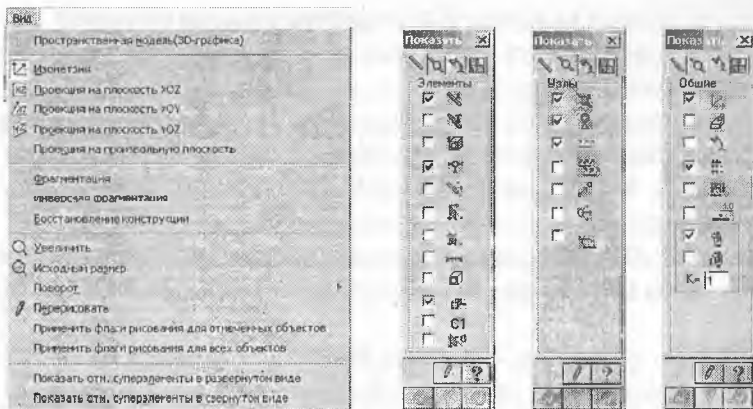 Вид
Пространственная модель(3D-графика)
Изометрия
Проекция на плоскость XOZ
Проекция на плоскость XOY
Проекция на плоскость YOZ
Проекция на произвольную плоскость
Фрагментация
Инверсная фрагментация
Восстановление конструкции
Увеличить
Исходный размер
Поворот
Перерисовать
Применить флаги рисования для отмеченных объектов
Применить флаги рисования для всех объектов
Показать отм. суперэлементы в развернутом виде
Показать отм. суперэлементы в свернутом виде
Показать
Элементы
C1
?
Показать
Узлы
?
Показать
Общие
K= 1
?